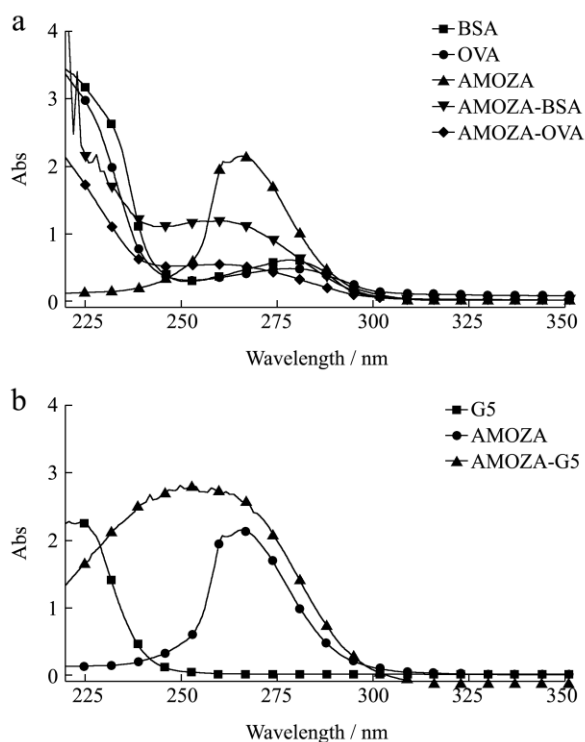 a
BSA
OVA
AMOZA
AMOZA-BSA
AMOZA-OVA
4
3
2
1
0
Abs
225 250 275 300 325 350
Wavelength / nm
b
G5
AMOZA
AMOZA-G5
4
3
2
1
0
Abs
225 250 275 300 325 350
Wavelength / nm